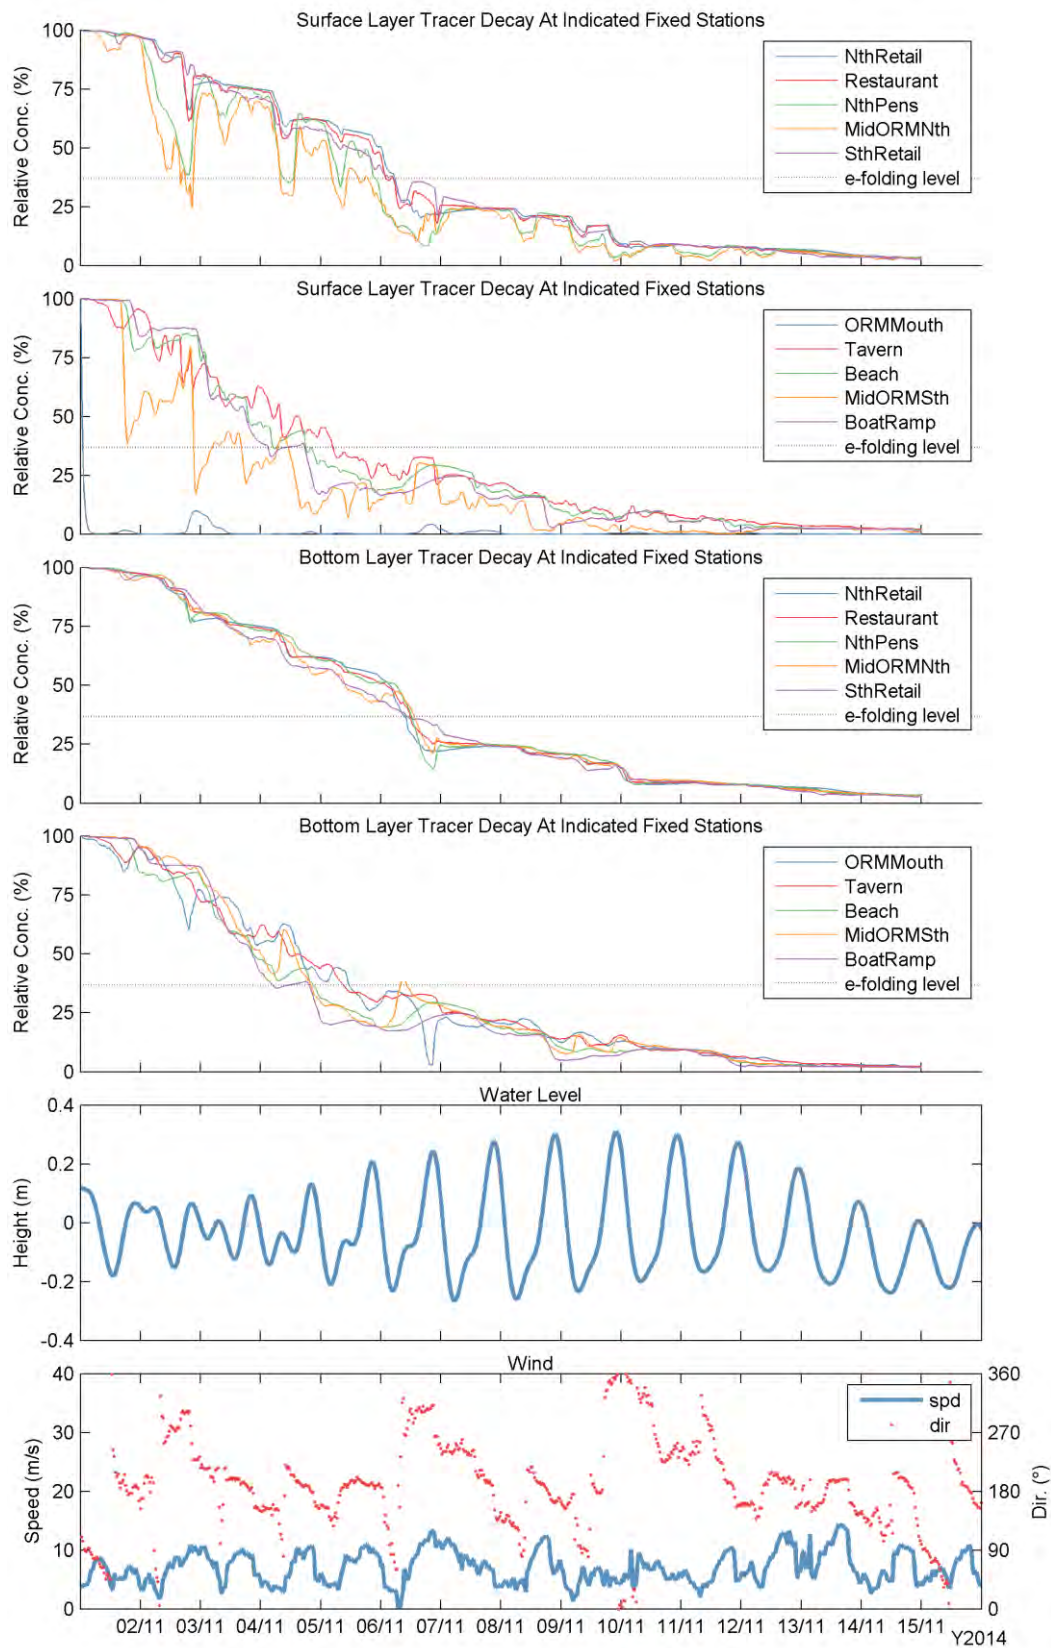 Surface Layer Tracer Decay At Indicated Fixed Stations
Relative Conc. (%)
100
75
50
25
0
NthRetail
Restaurant
NthPens
MidORMNth
SthRetail
e-folding level
Surface Layer Tracer Decay At Indicated Fixed Stations
Relative Conc. (%)
100
75
50
25
0
ORMMouth
Tavern
Beach
MidORMSth
BoatRamp
e-folding level
Bottom Layer Tracer Decay At Indicated Fixed Stations
Relative Conc. (%)
100
75
50
25
0
NthRetail
Restaurant
NthPens
MidORMNth
SthRetail
e-folding level
Bottom Layer Tracer Decay At Indicated Fixed Stations
Relative Conc. (%)
100
75
50
25
0
ORMMouth
Tavern
Beach
MidORMSth
BoatRamp
e-folding level
Water Level
Height (m)
0.4
0.2
0
-0.2
-0.4
Wind
Speed (m/s)
40
30
20
10
0
spd
dir
360
270
180
90
0
Dir. (°)
02/11 03/11 04/11 05/11 06/11 07/11 08/11 09/11 10/11 11/11 12/11 13/11 14/11 15/11
Y2014